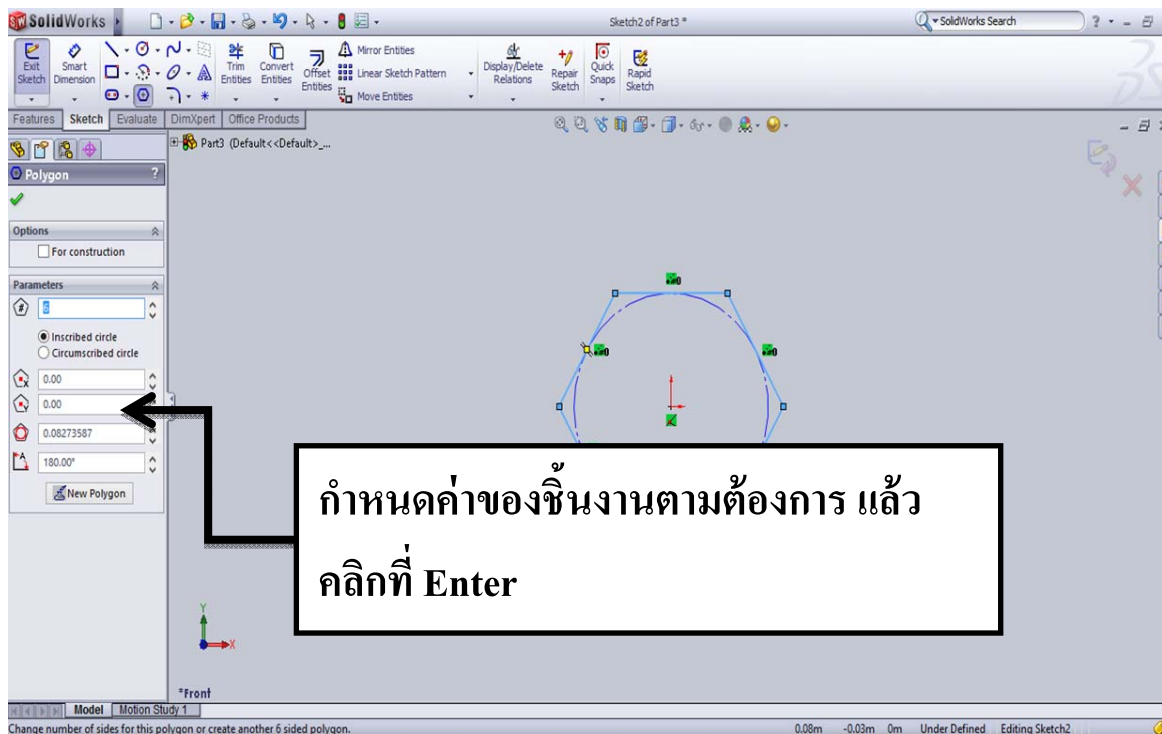 SolidWorks
Sketch2 of Part3 *
SolidWorks Search
Exit Sketch
Smart Dimension
Trim Entities
Convert Entities
Offset Entities
Mirror Entities
Linear Sketch Pattern
Move Entities
Display/Delete Relations
Repair Sketch
Quick Snaps
Rapid Sketch
Features Sketch Evaluate DimXpert Office Products
Part3 (Default<<Default>_...
Polygon ?
Options
For construction
Parameters
6
Inscribed circle
Circumscribed circle
0.00
0.00
0.08273587
180.00°
New Polygon
กำหนดค่าของชิ้นงานตามต้องการ แล้ว
คลิกที่ Enter
Y
X
*Front
Model Motion Study 1
Change number of sides for this polygon or create another 6 sided polygon.
0.08m -0.03m 0m Under Defined Editing Sketch2